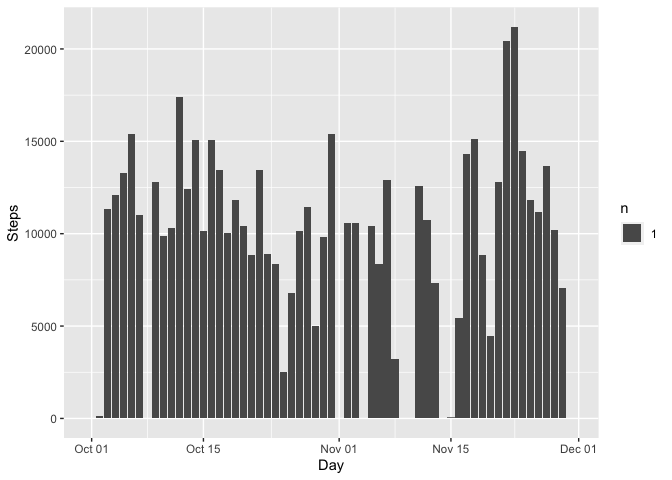 20000
15000
10000
5000
0
Steps
Oct 01
Oct 15
Nov 01
Nov 15
Dec 01
Day
n
1